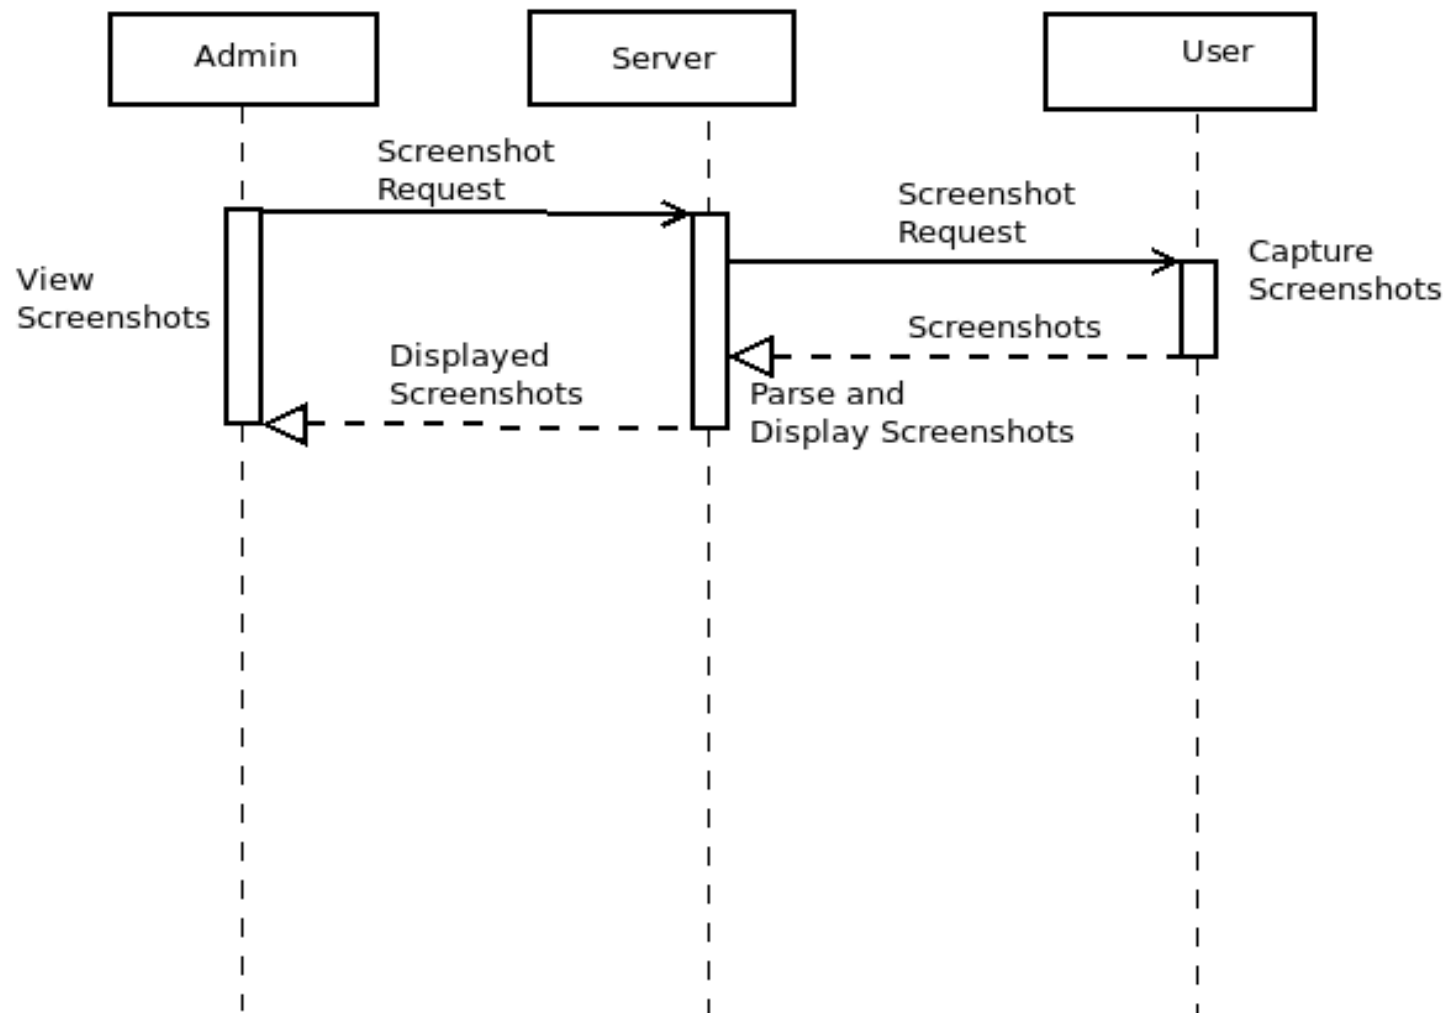 Admin
Server
User
Screenshot
Request
Screenshot
Request
Capture
Screenshots
View
Screenshots
Screenshots
Displayed
Screenshots
Parse and
Display Screenshots